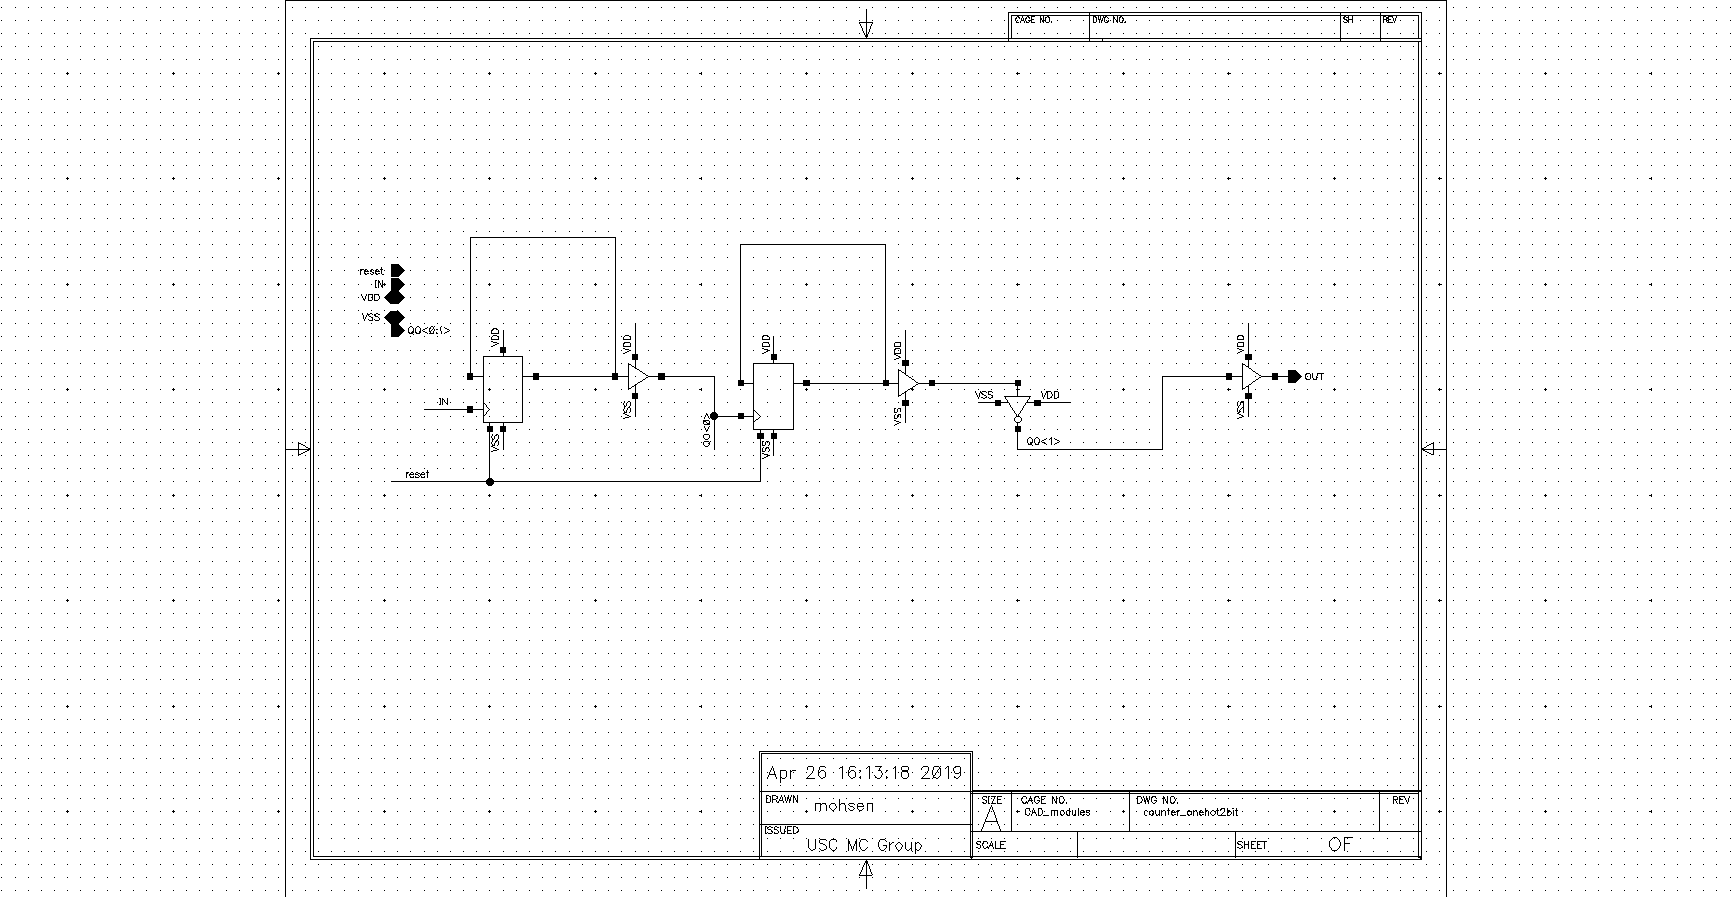 CAGE NO. DWG NO. SH REV
reset
IN
VDD
VSS
QO<0:1>
VDD VDD VDD VDD VDD
IN
VSS VSS QO<0> VSS VSS
VSS VDD
QO<1>
VSS OUT
reset
Apr 26 16:13:18 2019
DRAWN mohsen
ISSUED
USC MC Group
SIZE A
CAGE NO. CAD_modules
DWG NO. counter_onehot2bit
REV
SCALE
SHEET OF